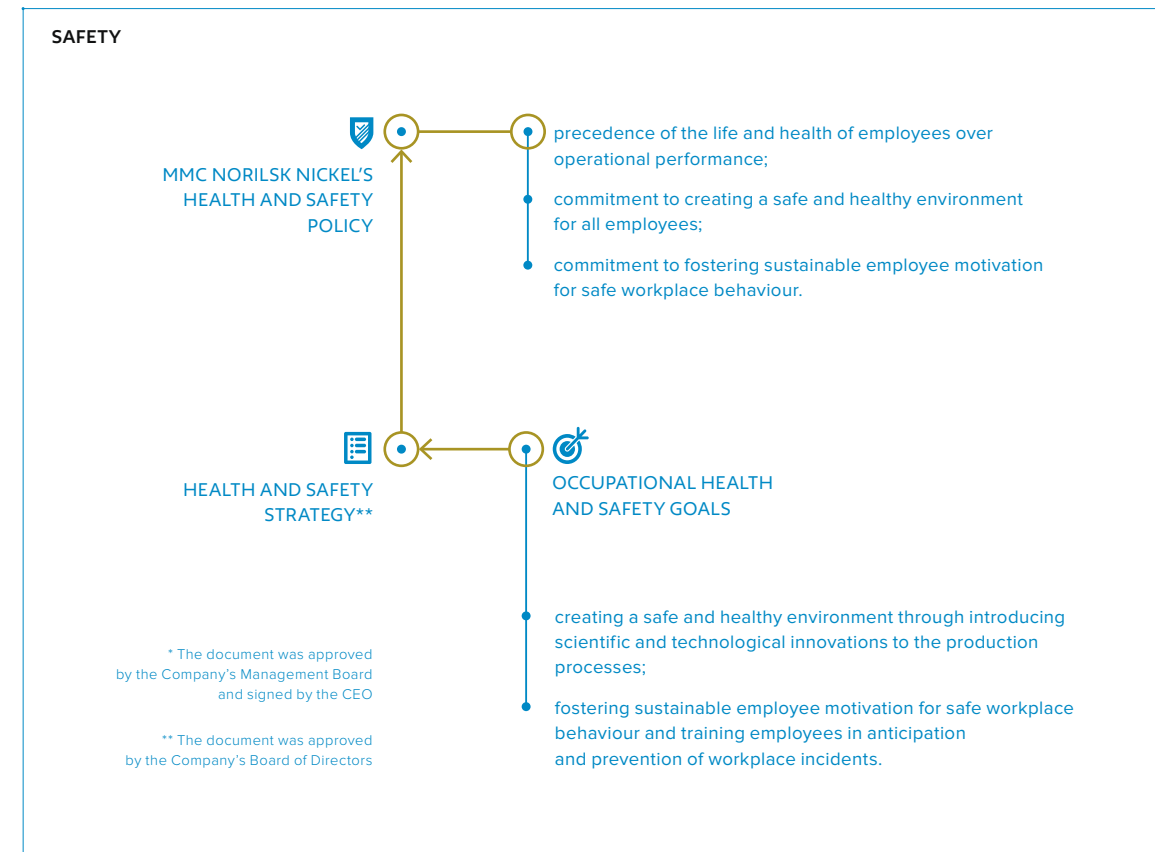 SAFETY
MMC NORILSK NICKEL’S
HEALTH AND SAFETY
POLICY
precedence of the life and health of employees over
operational performance;
commitment to creating a safe and healthy environment
for all employees;
commitment to fostering sustainable employee motivation
for safe workplace behaviour.
HEALTH AND SAFETY
STRATEGY**
OCCUPATIONAL HEALTH
AND SAFETY GOALS
creating a safe and healthy environment through introducing
scientific and technological innovations to the production
processes;
fostering sustainable employee motivation for safe workplace
behaviour and training employees in anticipation
and prevention of workplace incidents.
* The document was approved
by the Company’s Management Board
and signed by the CEO
** The document was approved
by the Company’s Board of Directors